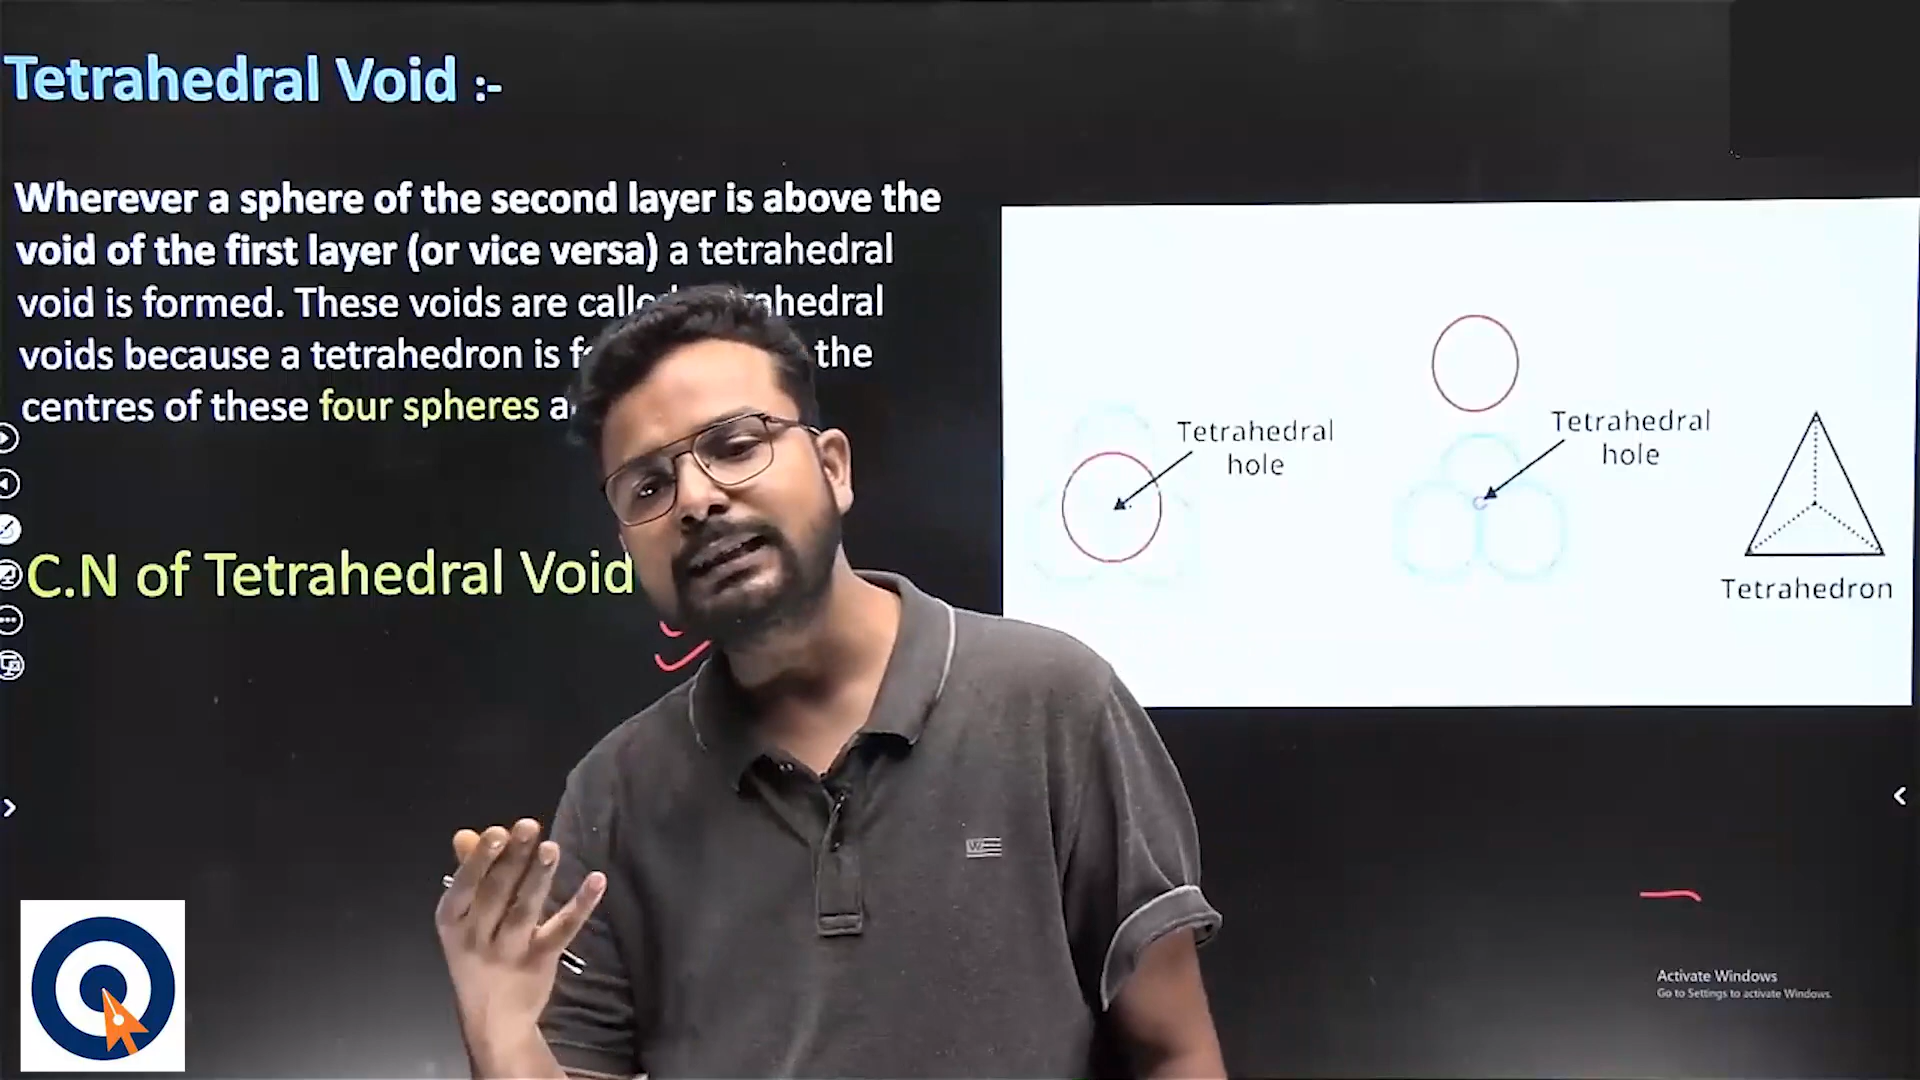 Tetrahedral Void :-
Wherever a sphere of the second layer is above the
void of the first layer (or vice versa) a tetrahedral
void is formed. These voids are
voids because a tetrahedron is the
centres of these four spheres
C.N of Tetrahedral Void
Tetrahedral
hole
Tetrahedral
hole
Tetrahedron
W
Activate Windows
Go to Settings to activate Windows.